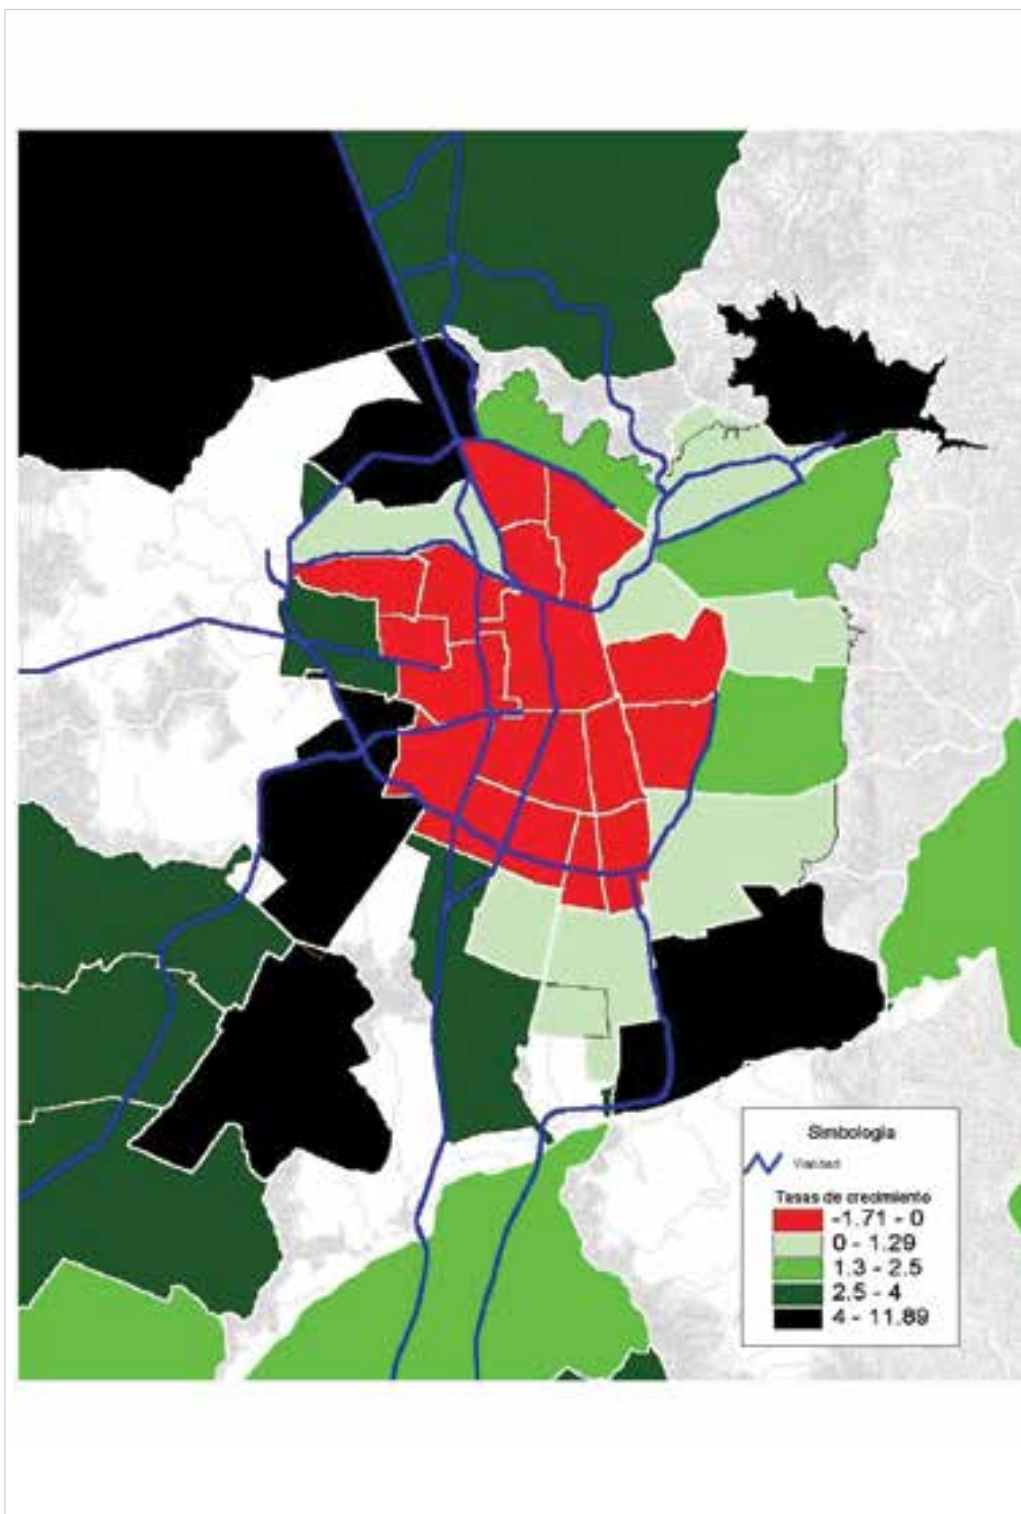 Simbología
Vialidad
Tasas de crecimiento
-1.71 - 0
0 - 1.29
1.3 - 2.5
2.5 - 4
4 - 11.89